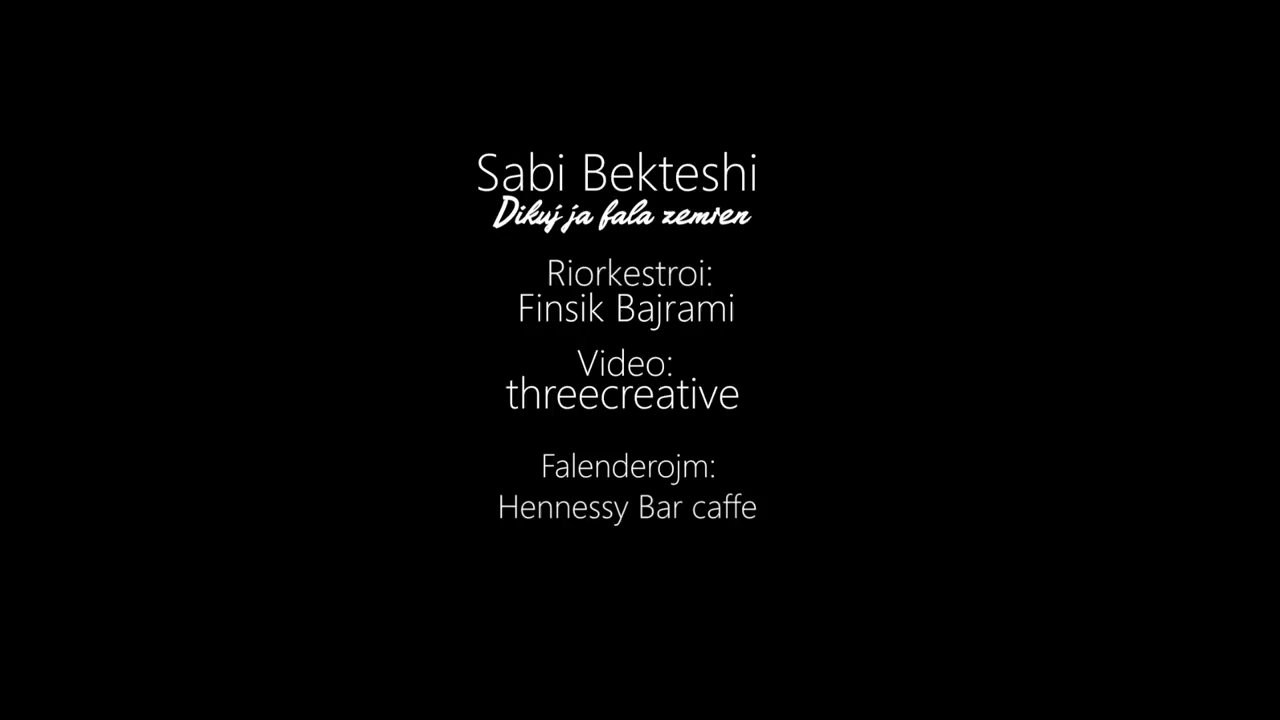 Sabi Bekteshi
Dikuj ja fala zemren
Riorkestroi:
Finsik Bajrami
Video:
threecreative
Falenderojm:
Hennessy Bar caffe